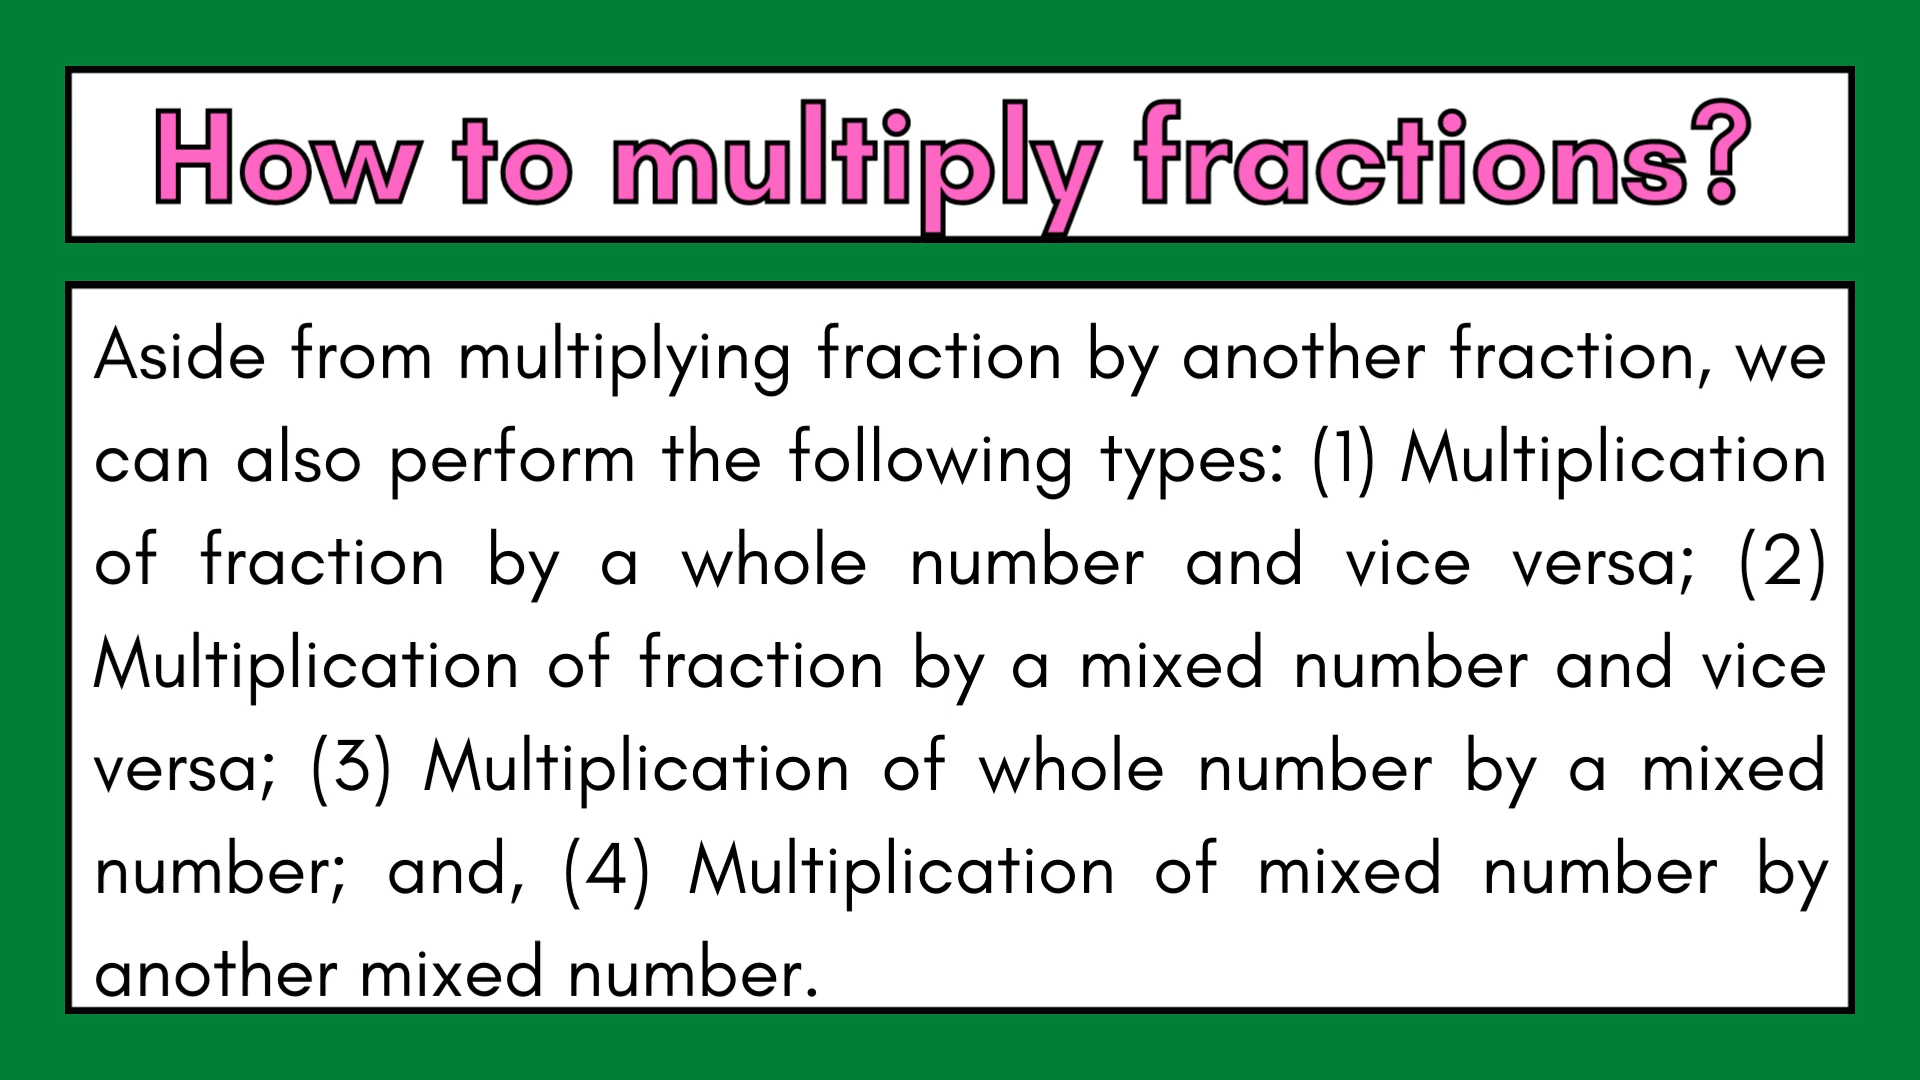 How to multiply fractions?
Aside from multiplying fraction by another fraction, we
can also perform the following types: (1) Multiplication
of fraction by a whole number and vice versa; (2)
Multiplication of fraction by a mixed number and vice
versa; (3) Multiplication of whole number by a mixed
number; and, (4) Multiplication of mixed number by
another mixed number.